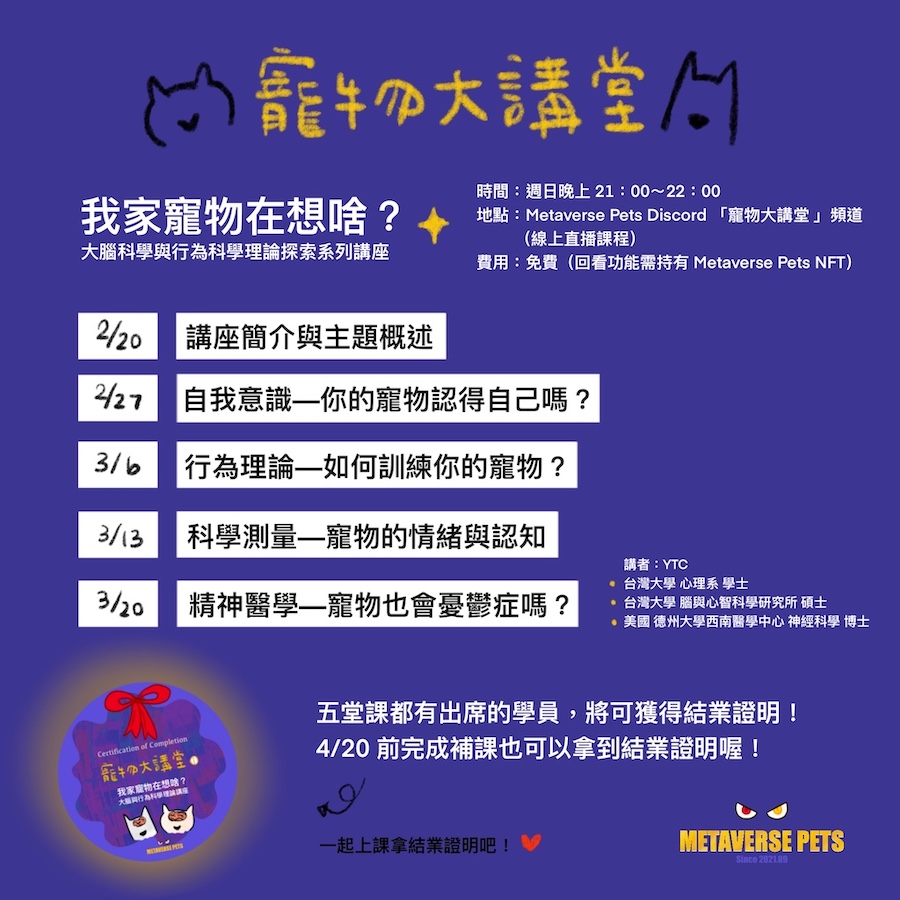 寵物大講堂
我家寵物在想啥？
大腦科學與行為科學理論探索系列講座
時間：週日晚上 21：00～22：00
地點：Metaverse Pets Discord 「寵物大講堂 」頻道
（線上直播課程）
費用：免費（回看功能需持有 Metaverse Pets NFT）
2/20 講座簡介與主題概述
2/27 自我意識—你的寵物認得自己嗎？
3/6 行為理論—如何訓練你的寵物？
3/13 科學測量—寵物的情緒與認知
3/20 精神醫學—寵物也會憂鬱症嗎？
講者：YTC
• 台灣大學 心理系 學士
• 台灣大學 腦與心智科學研究所 碩士
• 美國 德州大學西南醫學中心 神經科學 博士
五堂課都有出席的學員，將可獲得結業證明！
4/20 前完成補課也可以拿到結業證明喔！
一起上課拿結業證明吧！
Certification of Completion
寵物大講堂
我家寵物在想啥？
大腦與行為科學理論講座
METAVERSE PETS
METAVERSE PETS
Since 2021.09